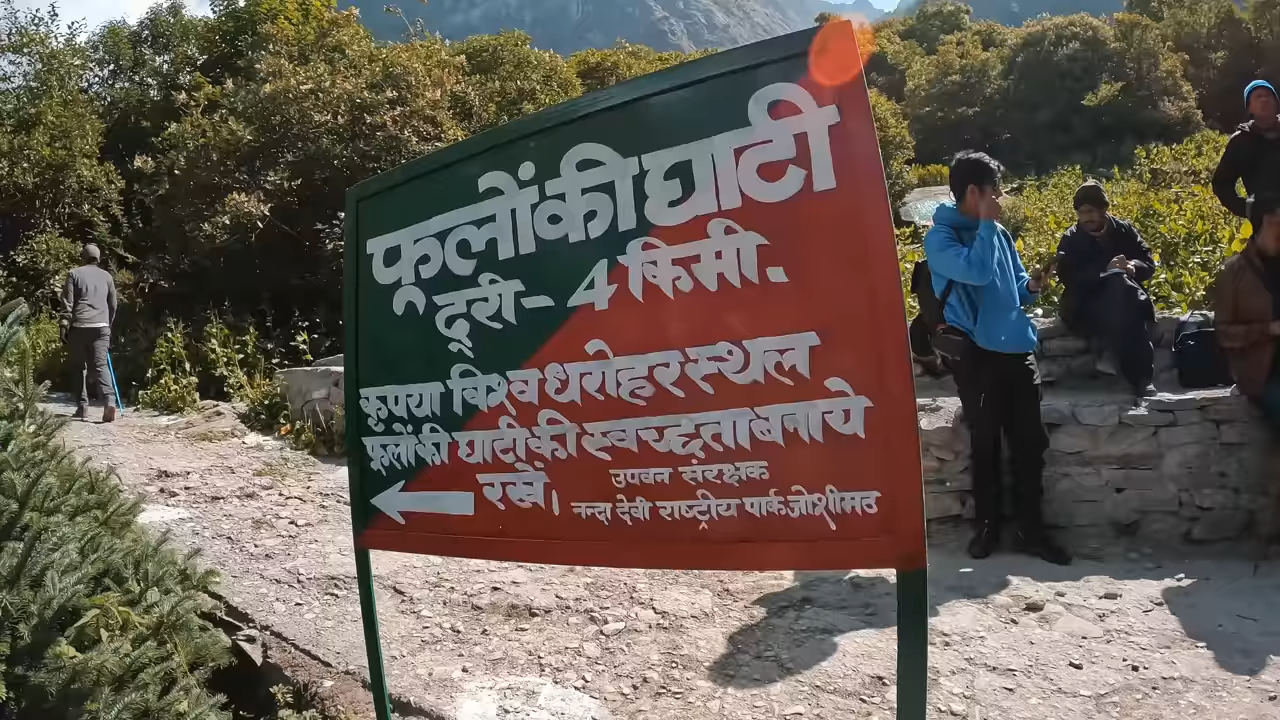 फूलों की घाटी
दूरी - 4 किमी.
कृपया विश्व धरोहर स्थल
फूलों की घाटी की स्वच्छता बनाये
रखें।
उपवन संरक्षक
नन्दा देवी राष्ट्रीय पार्क जोशीमठ